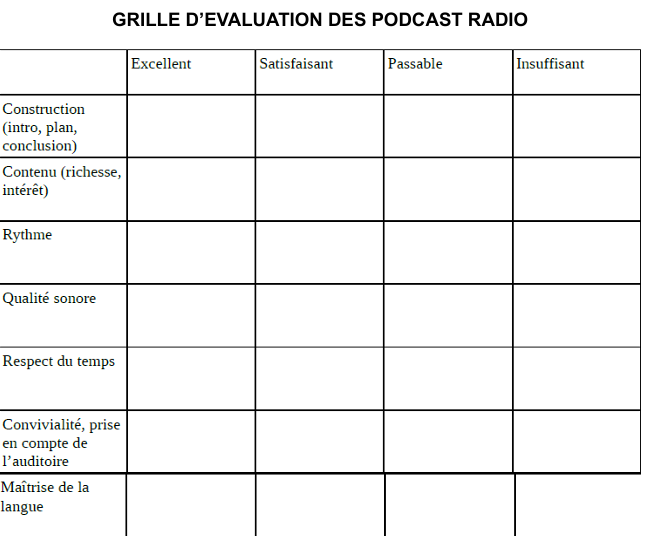 GRILLE D’EVALUATION DES PODCAST RADIO
Excellent
Satisfaisant
Passable
Insuffisant
Construction
(intro, plan,
conclusion)
Contenu (richesse,
intérêt)
Rythme
Qualité sonore
Respect du temps
Convivialité, prise
en compte de
l’auditoire
Maîtrise de la
langue